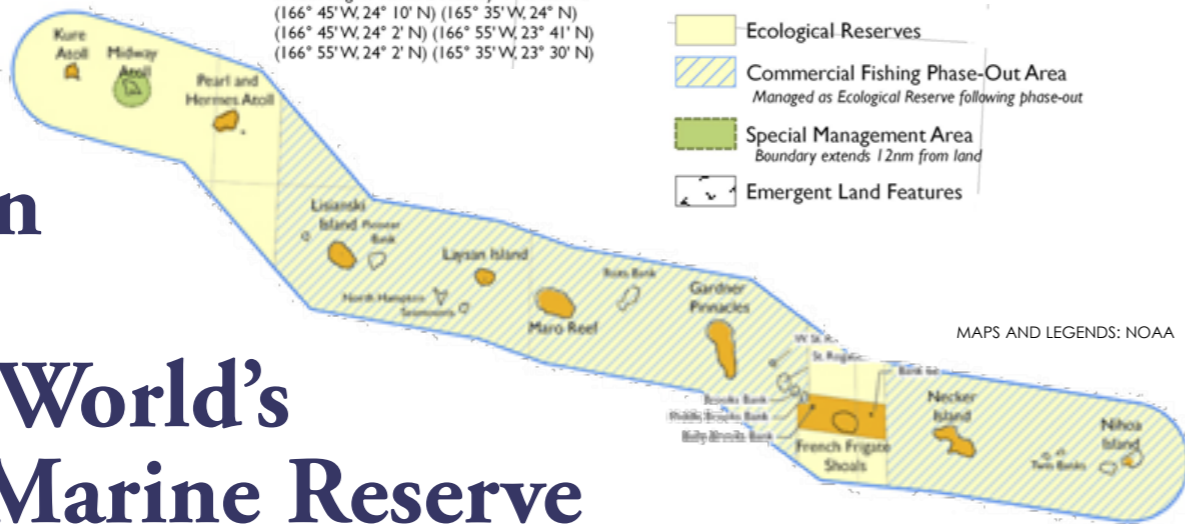 (166° 45' W, 24° 10' N) (165° 35' W, 24° N)
(166° 45' W, 24° 2' N) (166° 55' W, 23° 41' N)
(166° 55' W, 24° 2' N) (165° 35' W, 23° 30' N)
Ecological Reserves
Commercial Fishing Phase-Out Area
Managed as Ecological Reserve following phase-out
Special Management Area
Boundary extends 12nm from land
Emergent Land Features
MAPS AND LEGENDS: NOAA
Kure
Atoll
Midway
Atoll
Pearl and
Hermes Atoll
Lisianski
Island
Pioneer
Bank
Laysan Island
North Hampton
Seamounts
Maro Reef
Raita Bank
Gardner
Pinnacles
St. Rogatien
Brooks Bank
French Frigate
Shoals
Necker
Island
Twin Banks
Nihoa
Island
n
World's
Marine Reserve